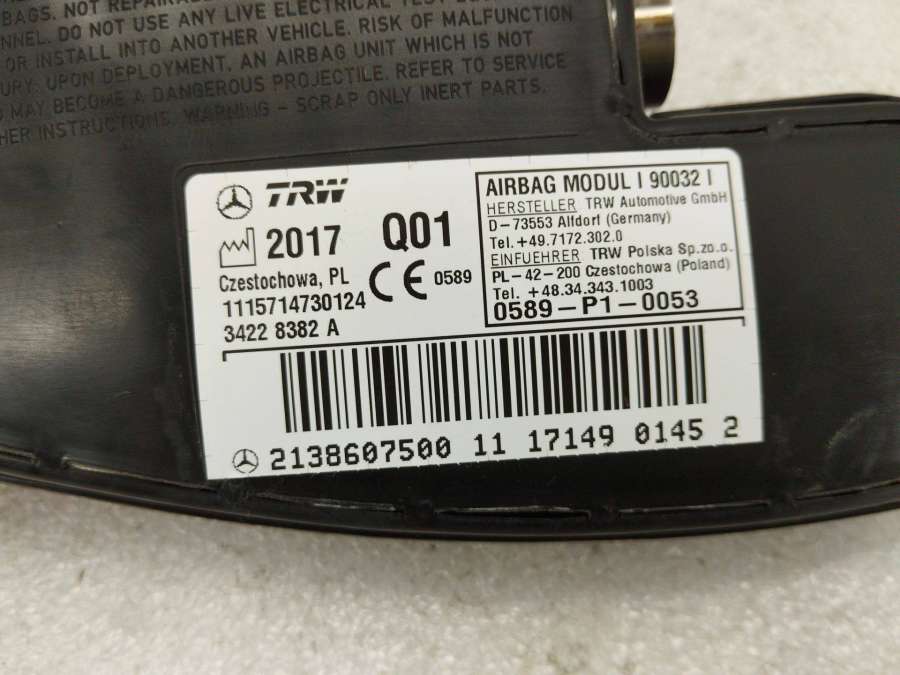 BAGS. NOT REPAIRABLE
NNEL. DO NOT USE ANY LIVE ELECTRICAL TEST
OR INSTALL INTO ANOTHER VEHICLE. RISK OF MALFUNCTION
URY. UPON DEPLOYMENT, AN AIRBAG UNIT WHICH IS NOT
MAY BECOME A DANGEROUS PROJECTILE. REFER TO SERVICE
HER INSTRUCTIONS. WARNING - SCRAP ONLY INERT PARTS.
TRW
2017 Q01
Czestochowa, PL
CE 0589
1115714730124
3422 8382 A
AIRBAG MODUL I 90032 I
HERSTELLER TRW Automotive GmbH
D-73553 Alfdorf (Germany)
Tel. +49.7172.302.0
EINFUEHRER TRW Polska Sp.zo.o.
PL-42-200 Czestochowa (Poland)
Tel. +48.34.343.1003
0589-P1-0053
2138607500 11 17149 0145 2